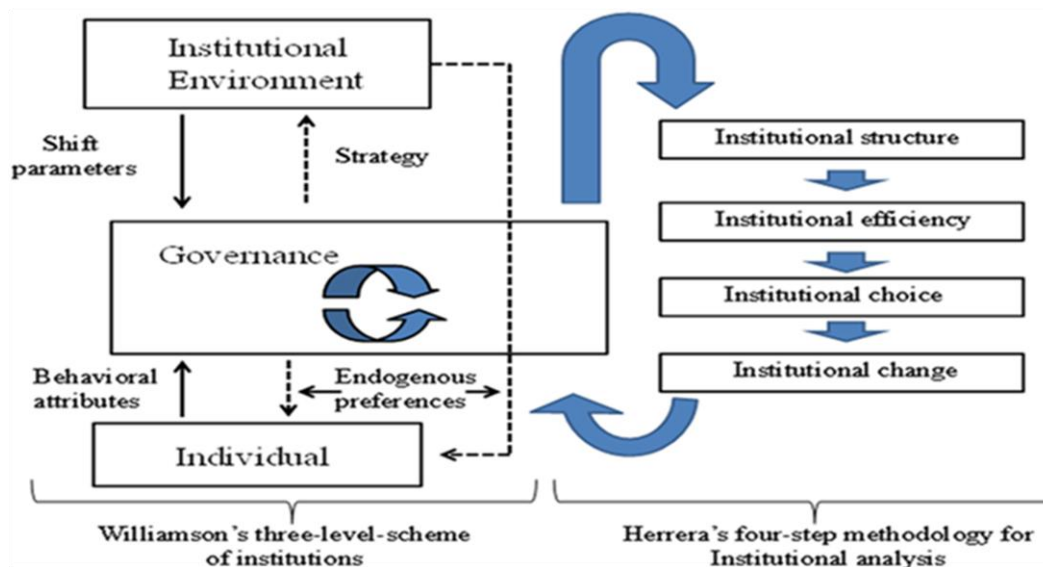 Institutional
Environment
Shift
parameters
Strategy
Governance
Behavioral
attributes
Endogenous
preferences
Individual
Williamson's three-level-scheme
of institutions
Institutional structure
Institutional efficiency
Institutional choice
Institutional change
Herrera's four-step methodology for
Institutional analysis